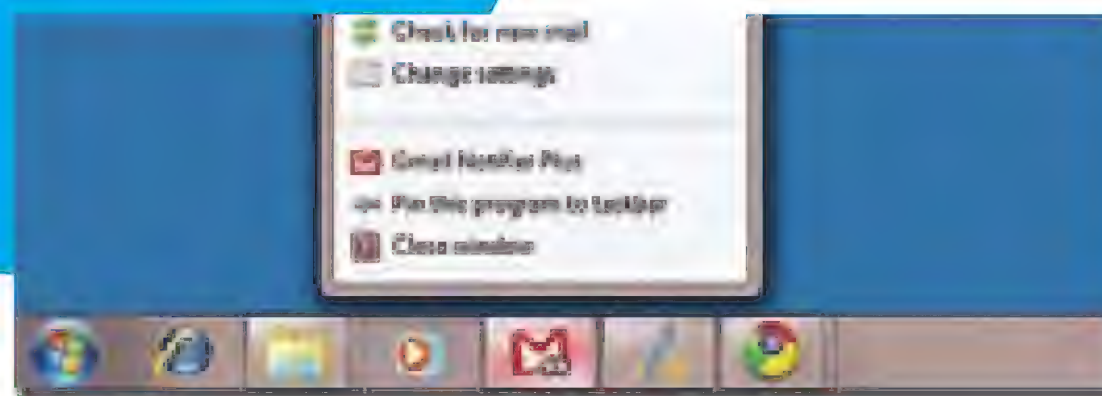 Check for new mail
Change settings
Gmail Notifier Plus
Pin this program to taskbar
Close window